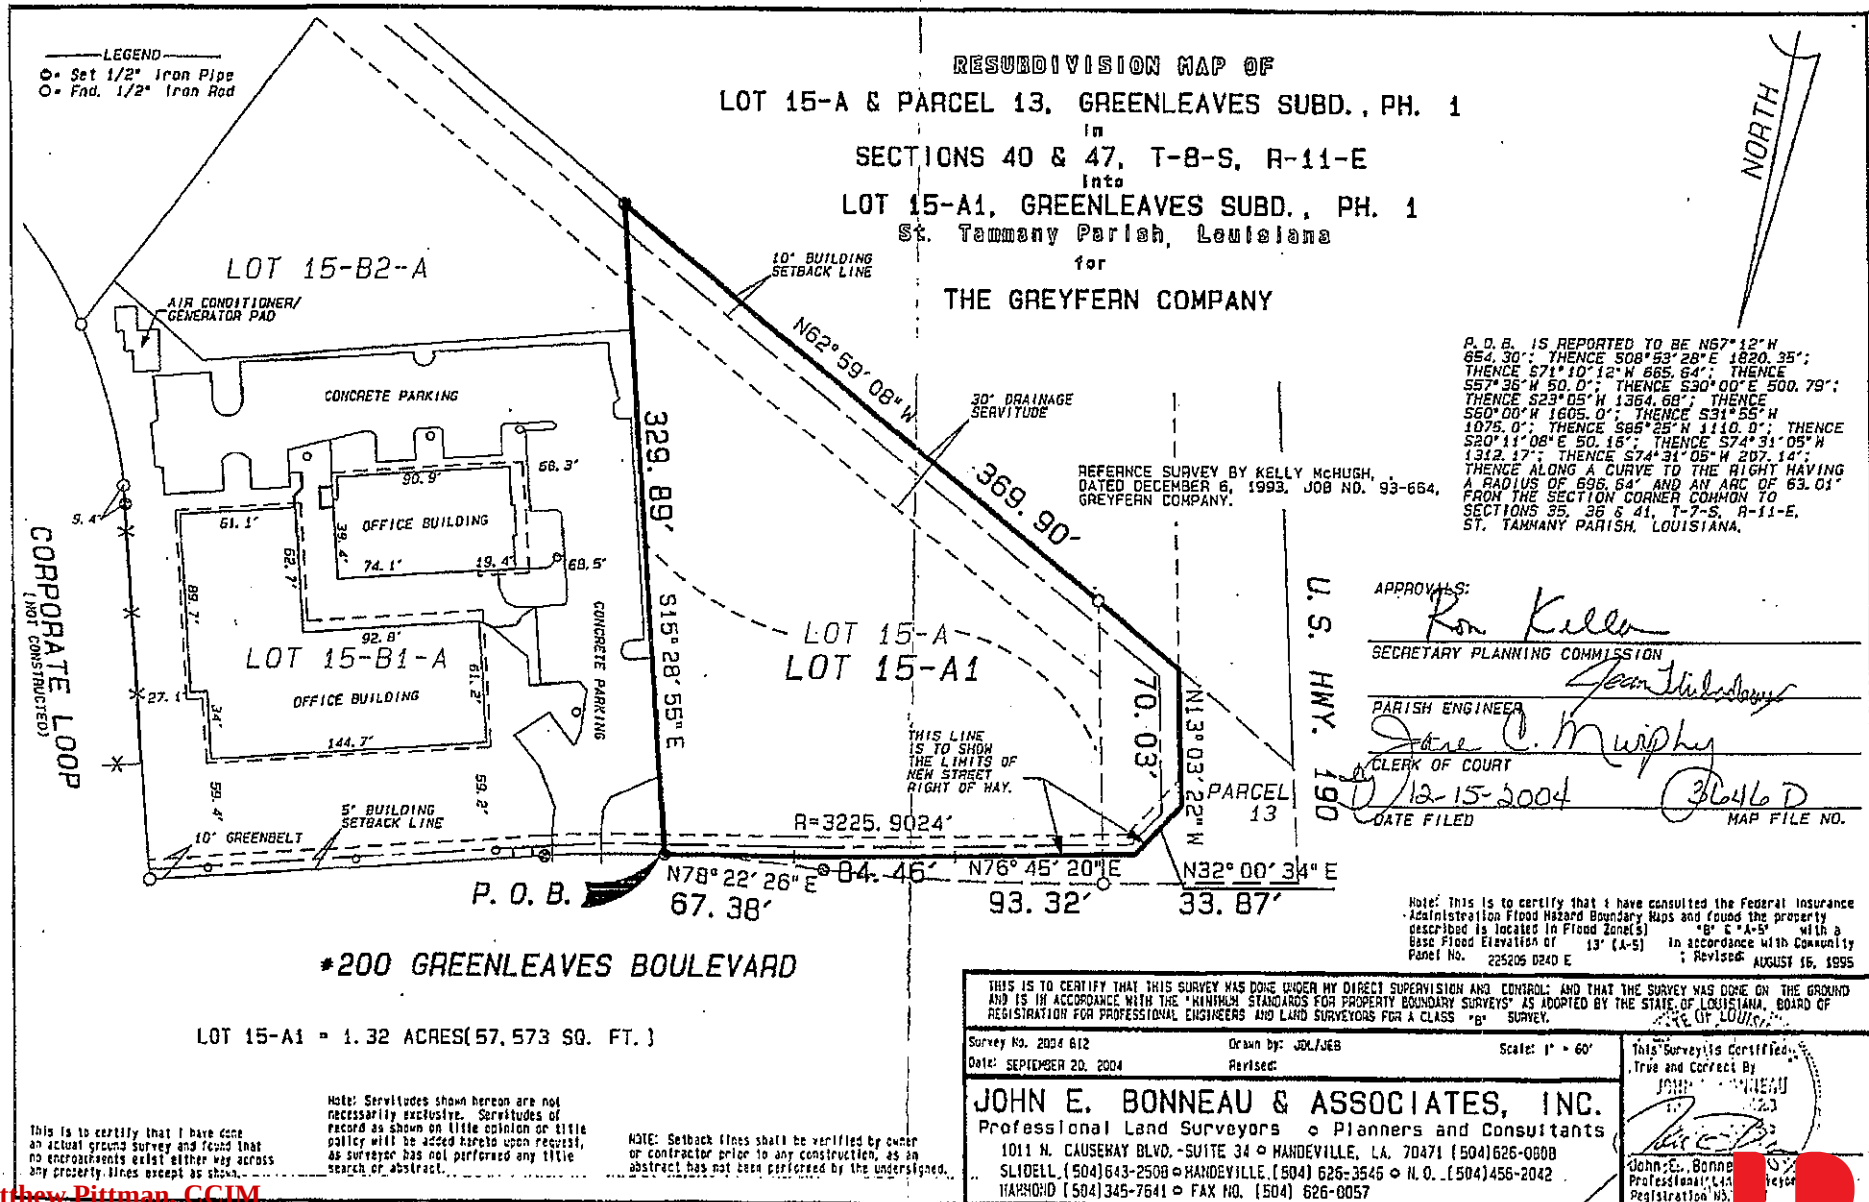 LEGEND
Set 1/2" Iron Pipe
Fnd. 1/2" Iron Rod
RESUBDIVISION MAP OF
LOT 15-A & PARCEL 13, GREENLEAVES SUBD., PH. 1
in
SECTIONS 40 & 47, T-8-S, R-11-E
into
LOT 15-A1, GREENLEAVES SUBD., PH. 1
St. Tammany Parish, Louisiana
for
THE GREYFERN COMPANY
NORTH
LOT 15-B2-A
AIR CONDITIONER/
GENERATOR PAD
10' BUILDING
SETBACK LINE
N62°59'08"W
369.90'
30' DRAINAGE
SERVITUDE
CONCRETE PARKING
329.89'
S15°28'55"E
P.O.B. IS REPORTED TO BE N67°12'W
654.30'; THENCE S08°53'28"E 1820.35';
THENCE S71°10'12"W 665.64'; THENCE
S57°36'W 50.0'; THENCE S30°00'E 500.79';
THENCE S23°05'W 1364.68'; THENCE
S60°00'W 1605.0'; THENCE S31°55'W
1075.0'; THENCE S85°25'W 1110.0'; THENCE
S20°11'08"E 50.16'; THENCE S74°31'05"W
1312.17'; THENCE S74°31'05"W 207.14';
THENCE ALONG A CURVE TO THE RIGHT HAVING
A RADIUS OF 696.64' AND AN ARC OF 63.01'
FROM THE SECTION CORNER COMMON TO
SECTIONS 35, 36 & 41, T-7-S, R-11-E,
ST. TAMMANY PARISH, LOUISIANA.
REFERENCE SURVEY BY KELLY McHUGH,
DATED DECEMBER 6, 1993. JOB NO. 93-664,
GREYFERN COMPANY.
90.9'
56.3'
OFFICE BUILDING
39.4'
74.1'
19.4'
68.5'
9.4'
61.1'
62.7'
89.7'
92.8'
LOT 15-B1-A
OFFICE BUILDING
61.2'
27.1'
34'
144.7'
59.4'
59.2'
CONCRETE PARKING
CORPORATE LOOP
(NOT CONSTRUCTED)
LOT 15-A
LOT 15-A1
70.03'
N13°03'22"W
U.S. HWY. 190
THIS LINE
IS TO SHOW
THE LIMITS OF
NEW STREET
RIGHT OF WAY.
PARCEL
13
5' BUILDING
SETBACK LINE
10' GREENBELT
R=3225.9024'
P.O.B.
N78°22'26"E
67.38'
84.46'
N76°45'20"E
93.32'
N32°00'34"E
33.87'
APPROVALS:
Ron Keller
SECRETARY PLANNING COMMISSION
PARISH ENGINEER
Jane C. Murphy
CLERK OF COURT
12-15-2004
3646 D
DATE FILED
MAP FILE NO.
#200 GREENLEAVES BOULEVARD
LOT 15-A1 = 1.32 ACRES(57,573 SQ. FT.)
Note: This is to certify that I have consulted the Federal Insurance
Administration Flood Hazard Boundary Maps and found the property
described is located in Flood Zone(s) "B" & "A-5" with a
Base Flood Elevation of 13' (A-5) in accordance with Community
Panel No. 225205 0240 E ; Revised: AUGUST 16, 1995
THIS IS TO CERTIFY THAT THIS SURVEY WAS DONE UNDER MY DIRECT SUPERVISION AND CONTROL; AND THAT THE SURVEY WAS DONE ON THE GROUND
AND IS IN ACCORDANCE WITH THE "MINIMUM STANDARDS FOR PROPERTY BOUNDARY SURVEYS" AS ADOPTED BY THE STATE OF LOUISIANA, BOARD OF
REGISTRATION FOR PROFESSIONAL ENGINEERS AND LAND SURVEYORS FOR A CLASS "B" SURVEY.
Survey No. 2004 612
Drawn by: JDL/JEB
Scale: 1" = 60'
Date: SEPTEMBER 20, 2004
Revised:
JOHN E. BONNEAU & ASSOCIATES, INC.
Professional Land Surveyors o Planners and Consultants
1011 N. CAUSEWAY BLVD.-SUITE 34 o MANDEVILLE, LA. 70471 (504)626-0808
SLIDELL (504)643-2508 o MANDEVILLE (504) 626-3546 o N.O. (504)456-2042
HAMMOND (504)345-7641 o FAX NO. (504) 626-0057
This Survey is Certified
True and Correct By
John E. Bonne
Professional
Registration No.
This is to certify that I have done
an actual ground survey and found that
no encroachments exist either way across
any property lines except as shown.
Note: Servitudes shown hereon are not
necessarily exclusive. Servitudes of
record as shown on title opinion or title
policy will be added hereto upon request,
as surveyor has not performed any title
search or abstract.
NOTE: Setback lines shall be verified by owner
or contractor prior to any construction, as an
abstract has not been performed by the undersigned.
tthew Pittman, CCIM